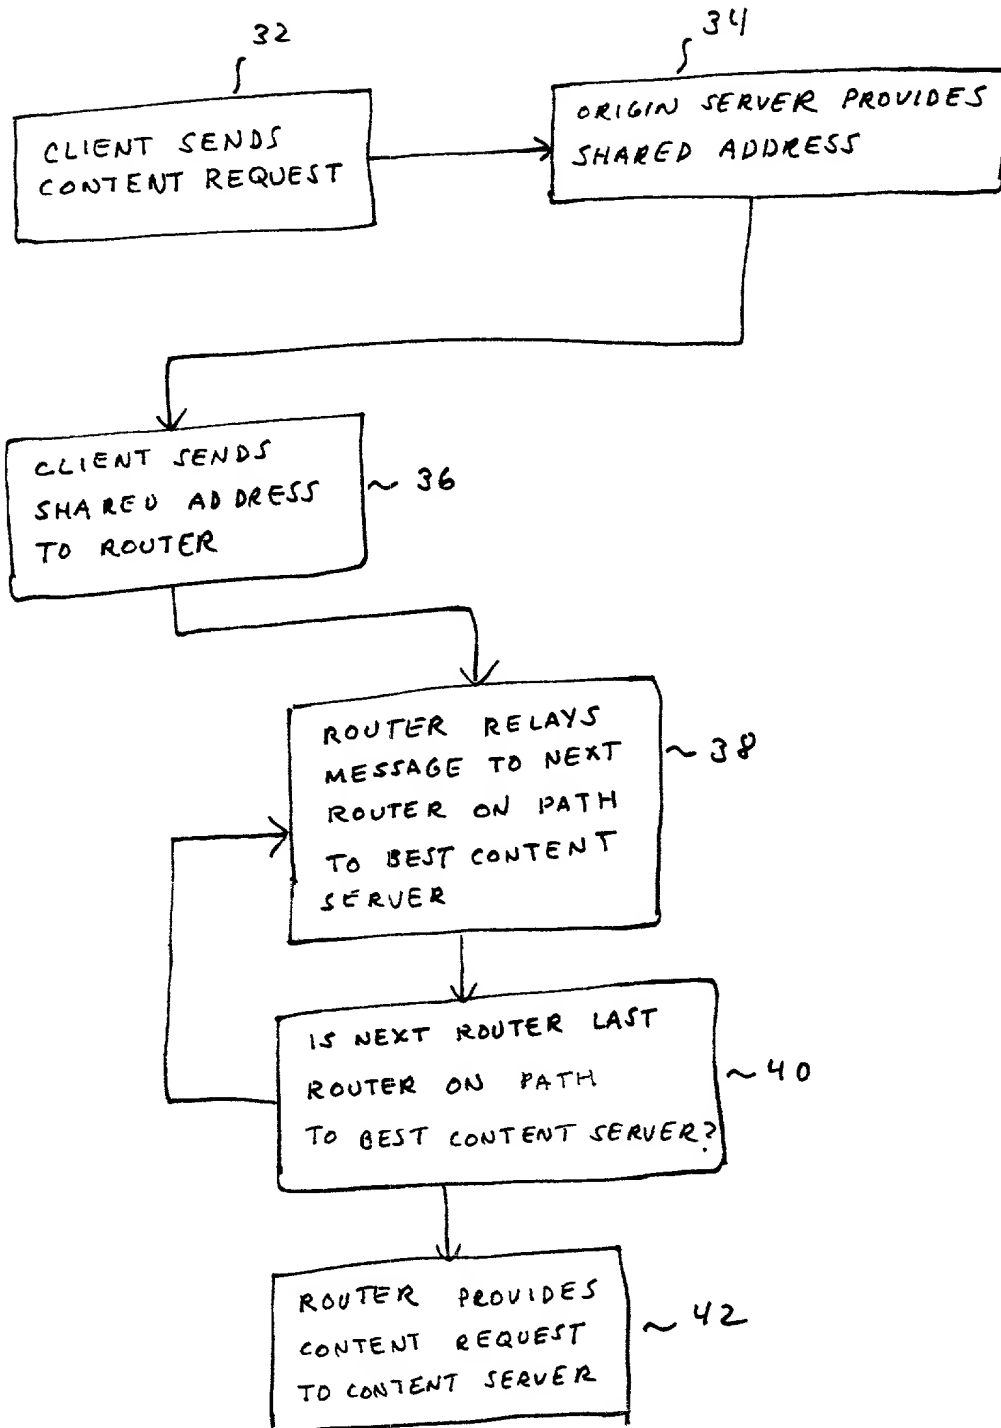 32
34
CLIENT SENDS
CONTENT REQUEST
ORIGIN SERVER PROVIDES
SHARED ADDRESS
CLIENT SENDS
SHARED ADDRESS
TO ROUTER
36
ROUTER RELAYS
MESSAGE TO NEXT
ROUTER ON PATH
TO BEST CONTENT
SERVER
38
IS NEXT ROUTER LAST
ROUTER ON PATH
TO BEST CONTENT SERVER?
40
ROUTER PROVIDES
CONTENT REQUEST
TO CONTENT SERVER
42